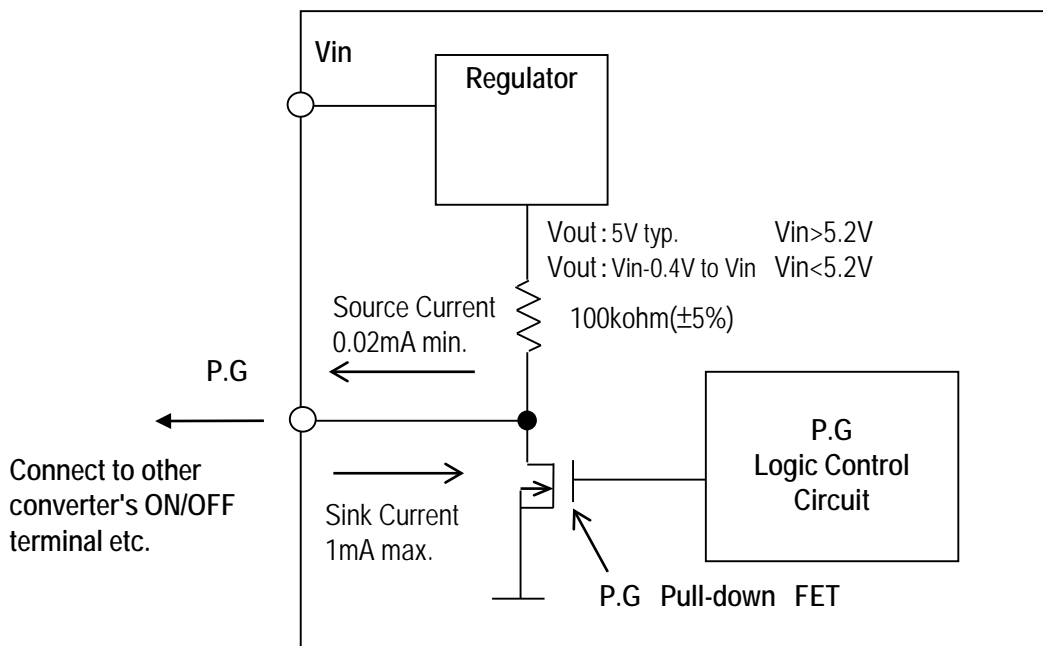 Vin
Regulator
Vout : 5V typ. Vin>5.2V
Vout : Vin-0.4V to Vin Vin<5.2V
100kohm(±5%)
Source Current
0.02mA min.
P.G
Connect to other
converter's ON/OFF
terminal etc.
Sink Current
1mA max.
P.G
Logic Control
Circuit
P.G Pull-down FET